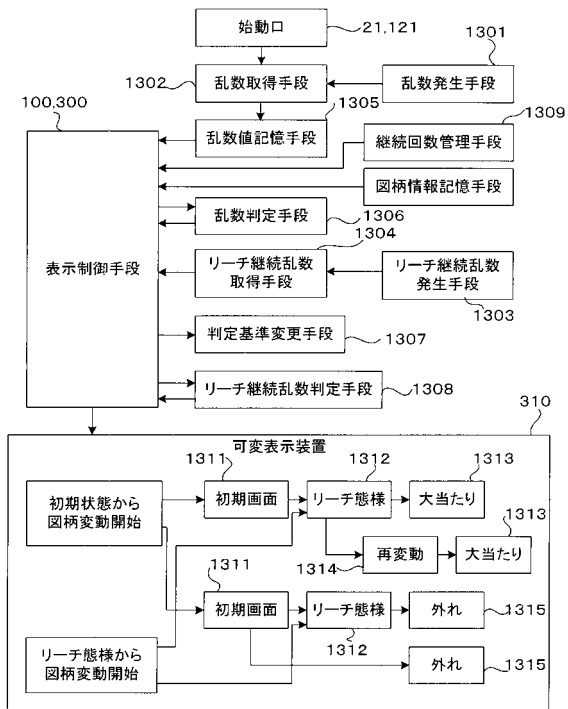 始動口
21,121
1301
1302
乱数取得手段
乱数発生手段
100,300
1305
1309
乱数値記憶手段
継続回数管理手段
図柄情報記憶手段
乱数判定手段
1306
1304
表示制御手段
リーチ継続乱数
取得手段
リーチ継続乱数
発生手段
1303
判定基準変更手段
1307
リーチ継続乱数判定手段
1308
310
可変表示装置
1311
1312
1313
初期状態から
図柄変動開始
初期画面
リーチ態様
大当たり
1313
1314
再変動
大当たり
1311
初期画面
リーチ態様
外れ
1315
1312
リーチ態様から
図柄変動開始
外れ
1315